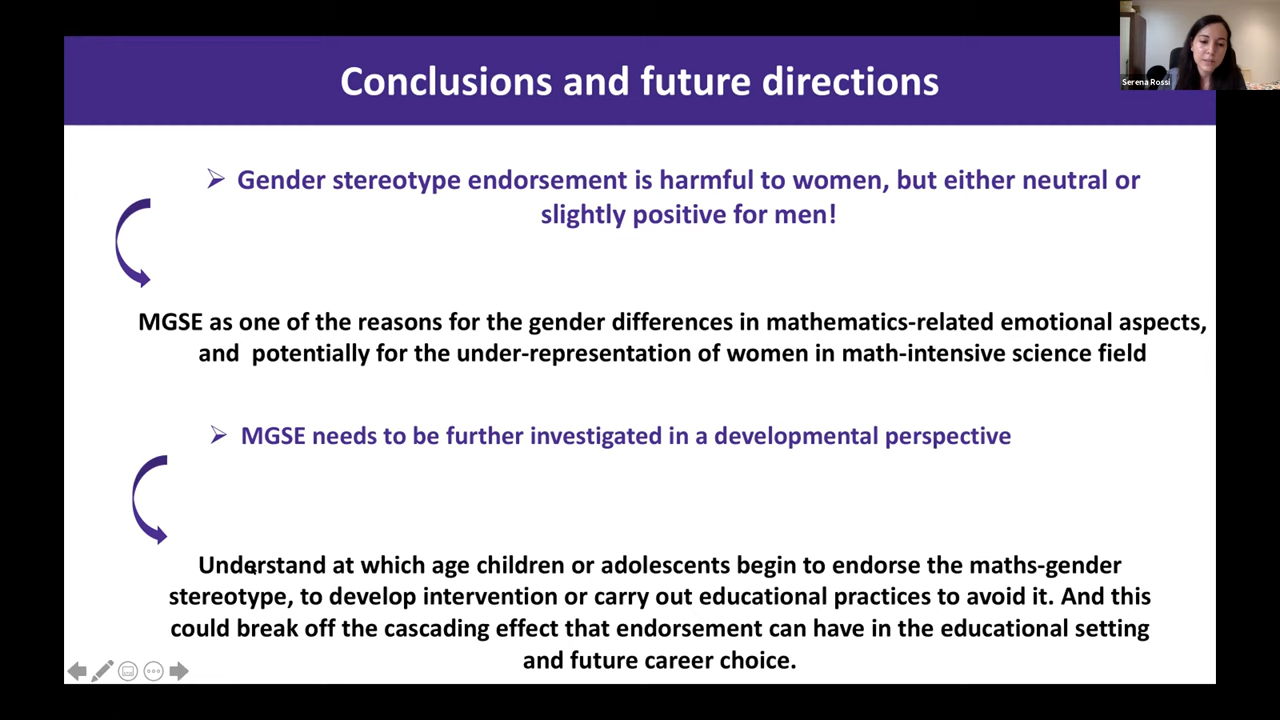 Conclusions and future directions
Serena Rossi
Gender stereotype endorsement is harmful to women, but either neutral or
slightly positive for men!
MGSE as one of the reasons for the gender differences in mathematics-related emotional aspects,
and potentially for the under-representation of women in math-intensive science field
MGSE needs to be further investigated in a developmental perspective
Understand at which age children or adolescents begin to endorse the maths-gender
stereotype, to develop intervention or carry out educational practices to avoid it. And this
could break off the cascading effect that endorsement can have in the educational setting
and future career choice.